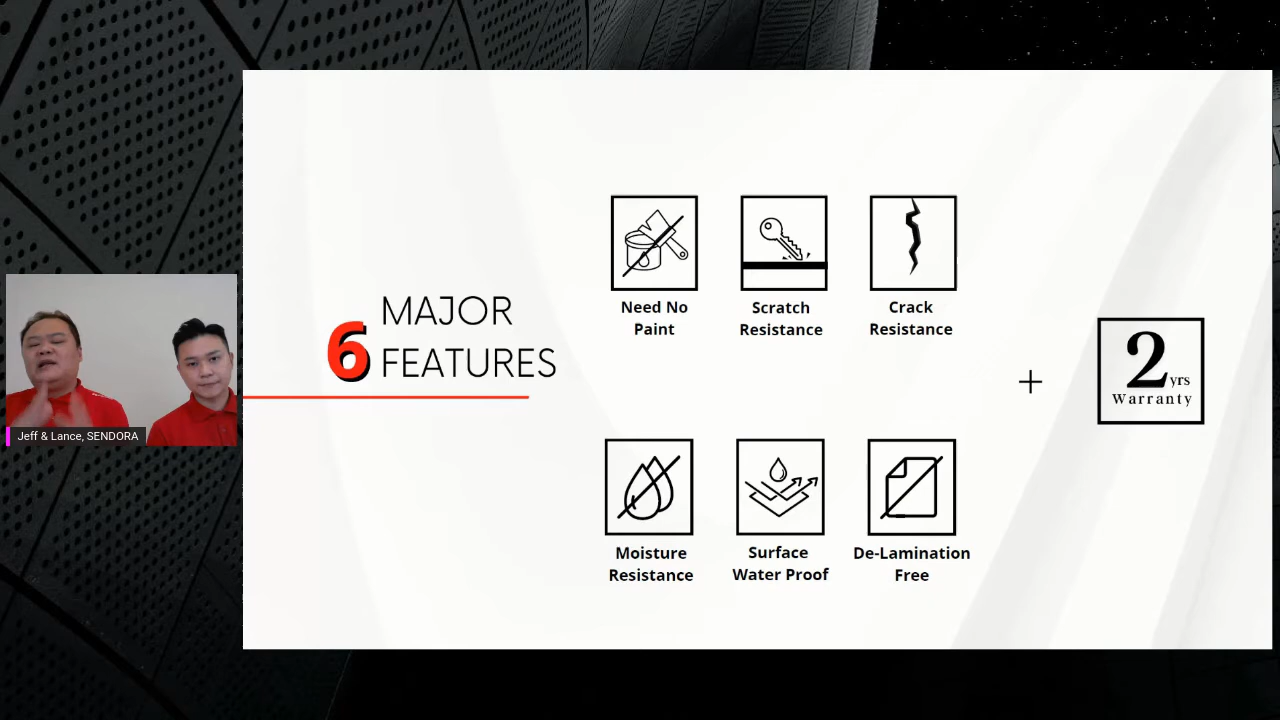 6 MAJOR
FEATURES
Need No
Paint
Scratch
Resistance
Crack
Resistance
Moisture
Resistance
Surface
Water Proof
De-Lamination
Free
+
2 yrs
Warranty
Jeff & Lance, SENDORA